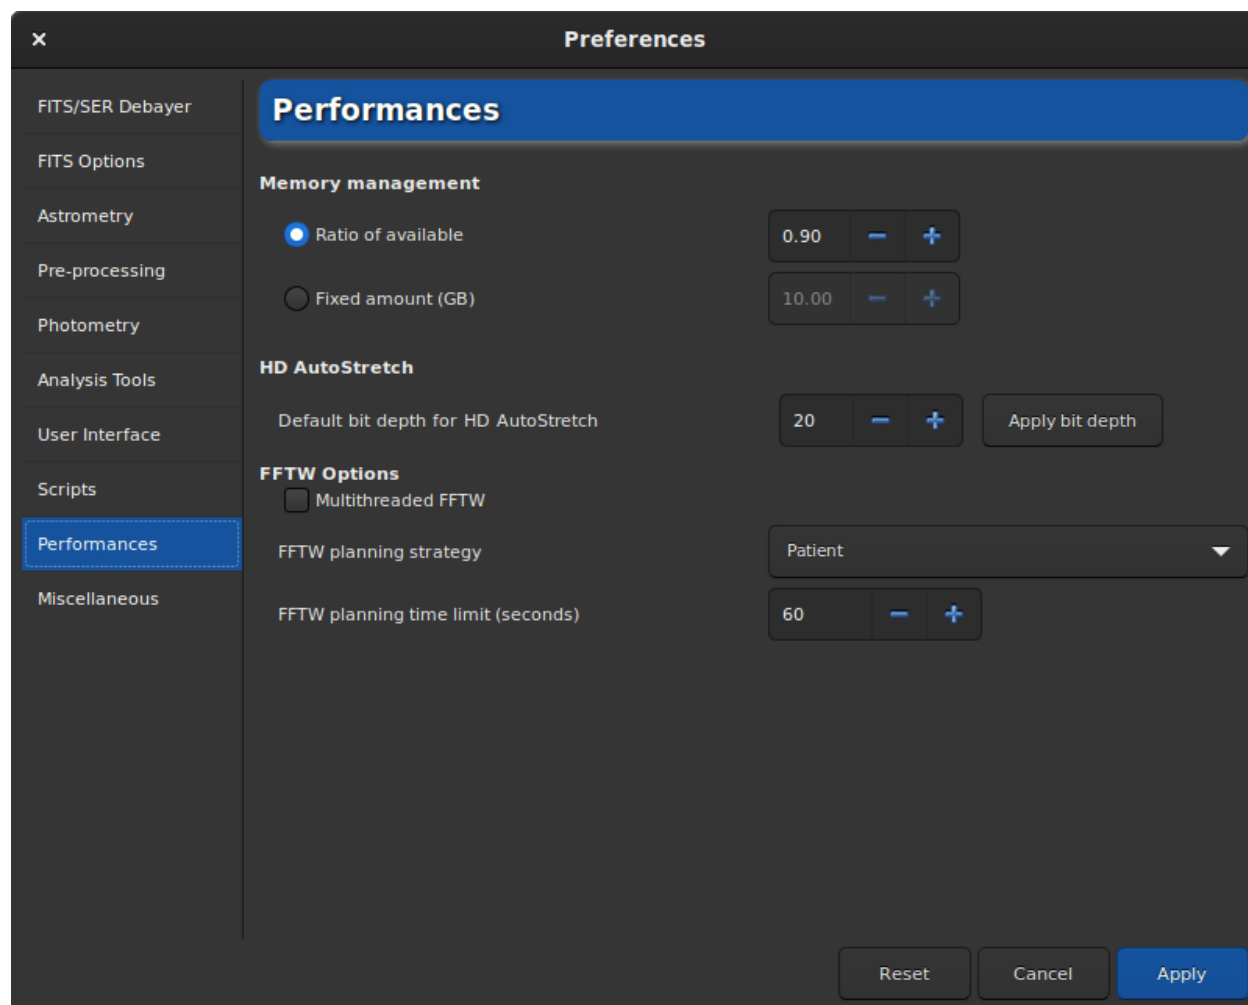 Preferences
FITS/SER Debayer
FITS Options
Astrometry
Pre-processing
Photometry
Analysis Tools
User Interface
Scripts
Performances
Miscellaneous
Performances
Memory management
Ratio of available 0.90
Fixed amount (GB) 10.00
HD AutoStretch
Default bit depth for HD AutoStretch 20 Apply bit depth
FFTW Options
Multithreaded FFTW
FFTW planning strategy Patient
FFTW planning time limit (seconds) 60
Reset Cancel Apply